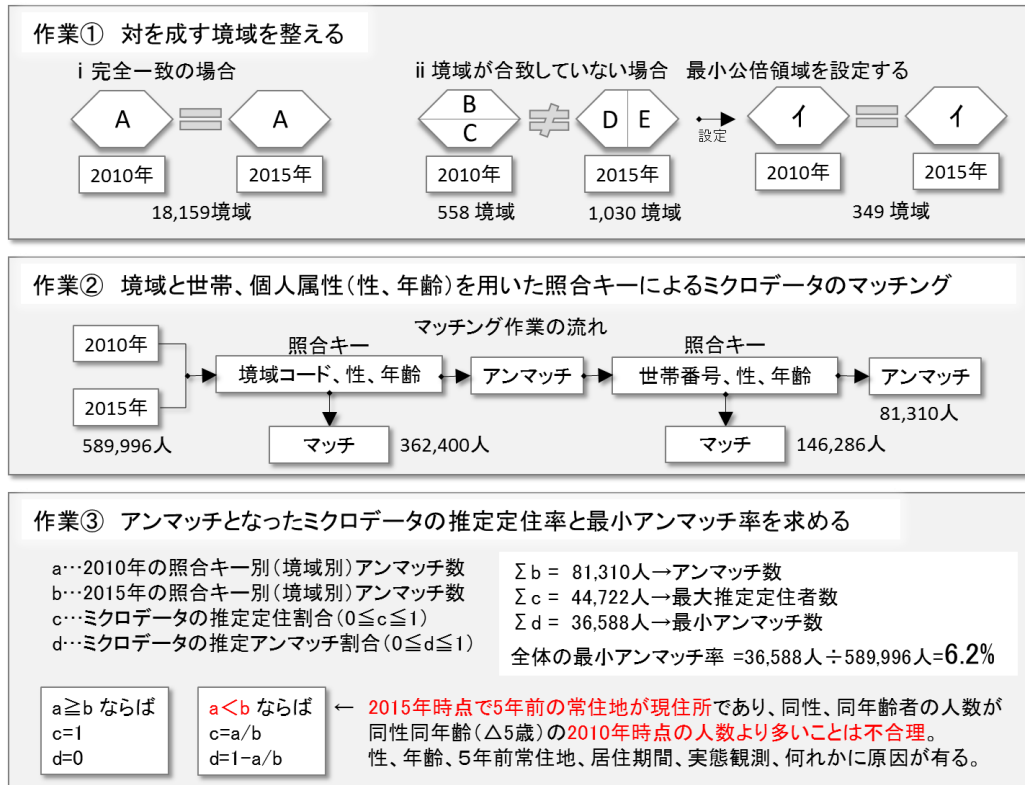 作業① 対を成す境域を整える
ⅰ 完全一致の場合
ⅱ 境域が合致していない場合 最小公倍領域を設定する
A
A
B
C
D E
設定
イ
イ
2010年
2015年
2010年
2015年
2010年
2015年
18,159境域
558 境域
1,030 境域
349 境域
作業② 境域と世帯、個人属性(性、年齢)を用いた照合キーによるミクロデータのマッチング
マッチング作業の流れ
2010年
2015年
589,996人
照合キー
境域コード、性、年齢
マッチ
362,400人
アンマッチ
照合キー
世帯番号、性、年齢
マッチ
146,286人
アンマッチ
81,310人
作業③ アンマッチとなったミクロデータの推定定住率と最小アンマッチ率を求める
a…2010年の照合キー別(境域別)アンマッチ数
b…2015年の照合キー別(境域別)アンマッチ数
c…ミクロデータの推定定住割合(0≦c≦1)
d…ミクロデータの推定アンマッチ割合(0≦d≦1)
Σb = 81,310人→アンマッチ数
Σc = 44,722人→最大推定定住者数
Σd = 36,588人→最小アンマッチ数
全体の最小アンマッチ率 =36,588人÷589,996人=6.2%
a≧b ならば
c=1
d=0
a<b ならば
c=a/b
d=1-a/b
← 2015年時点で5年前の常住地が現住所であり、同性、同年齢者の人数が
同性同年齢(△5歳)の2010年時点の人数より多いことは不合理。
性、年齢、5年前常住地、居住期間、実態観測、何れかに原因が有る。